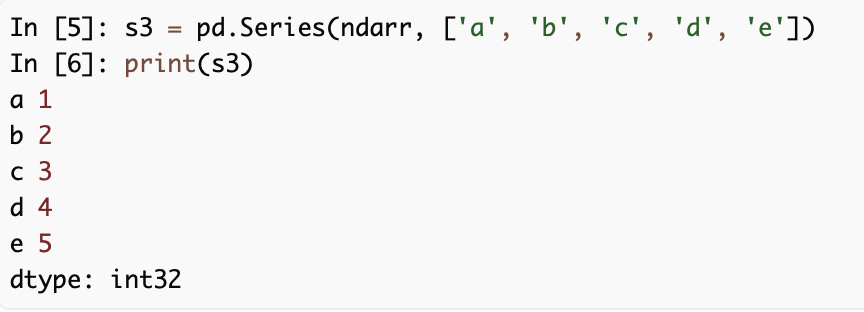 In [5]: s3 = pd.Series(ndarr, ['a', 'b', 'c', 'd', 'e'])
In [6]: print(s3)
a 1
b 2
c 3
d 4
e 5
dtype: int32